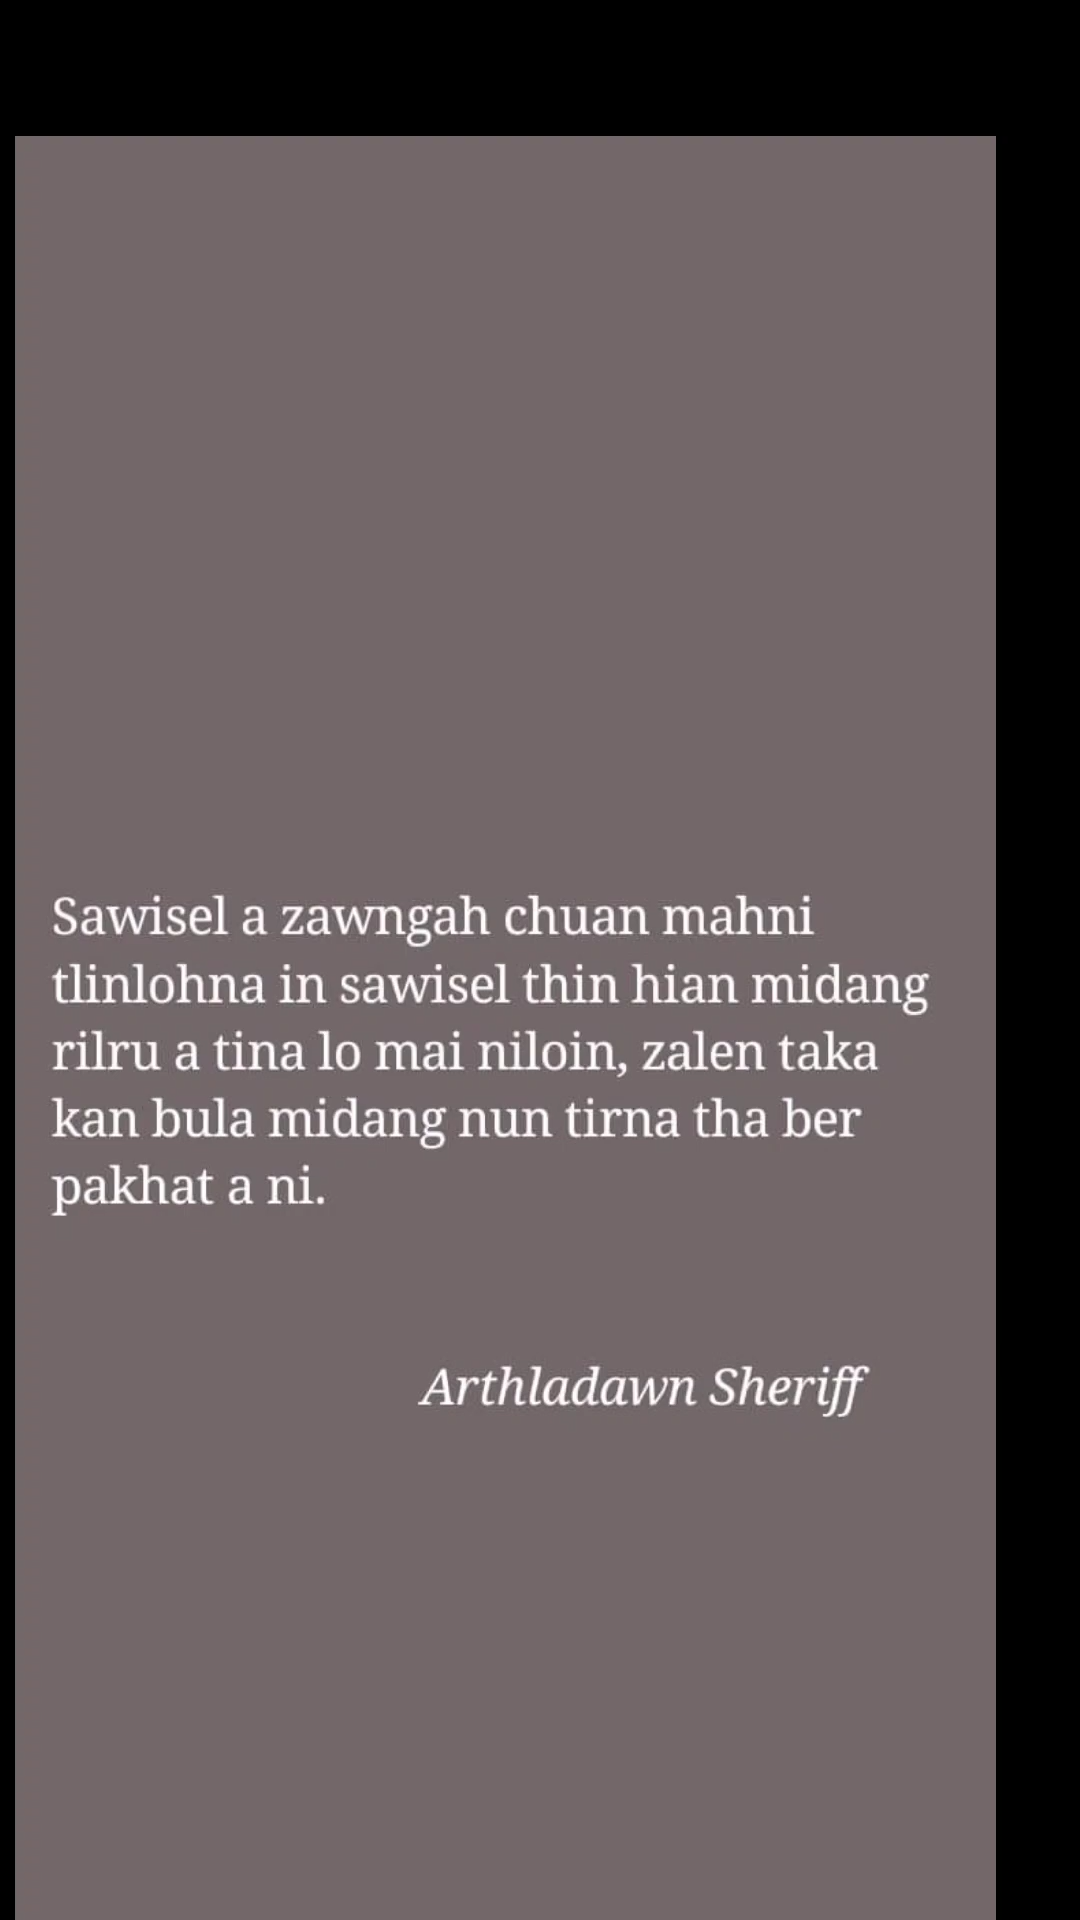 Sawisel a zawngah chuan mahni
tlinlohna in sawisel thin hian midang
rilru a tina lo mai niloin, zalen taka
kan bula midang nun tirna tha ber
pakhat a ni.
Arthladawn Sheriff